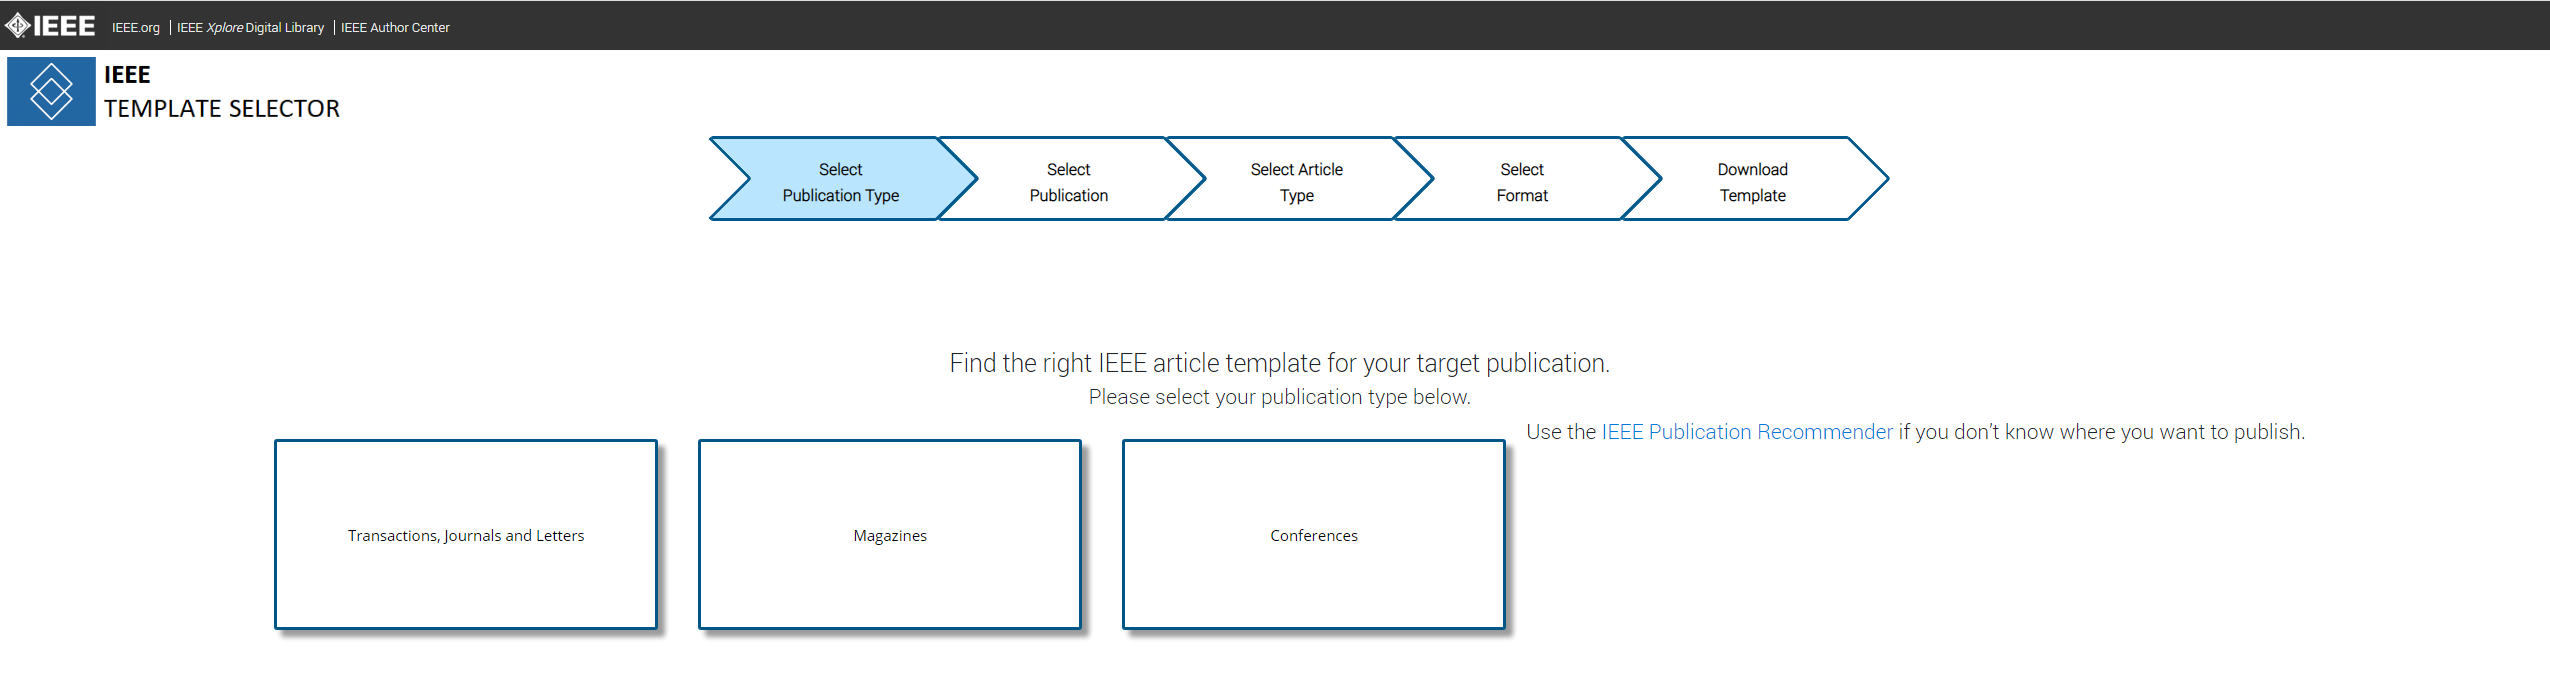 IEEE IEEE.org | IEEE Xplore Digital Library | IEEE Author Center
IEEE
TEMPLATE SELECTOR
Select
Publication Type
Select
Publication
Select Article
Type
Select
Format
Download
Template
Find the right IEEE article template for your target publication.
Please select your publication type below.
Use the IEEE Publication Recommender if you don’t know where you want to publish.
Transactions, Journals and Letters
Magazines
Conferences